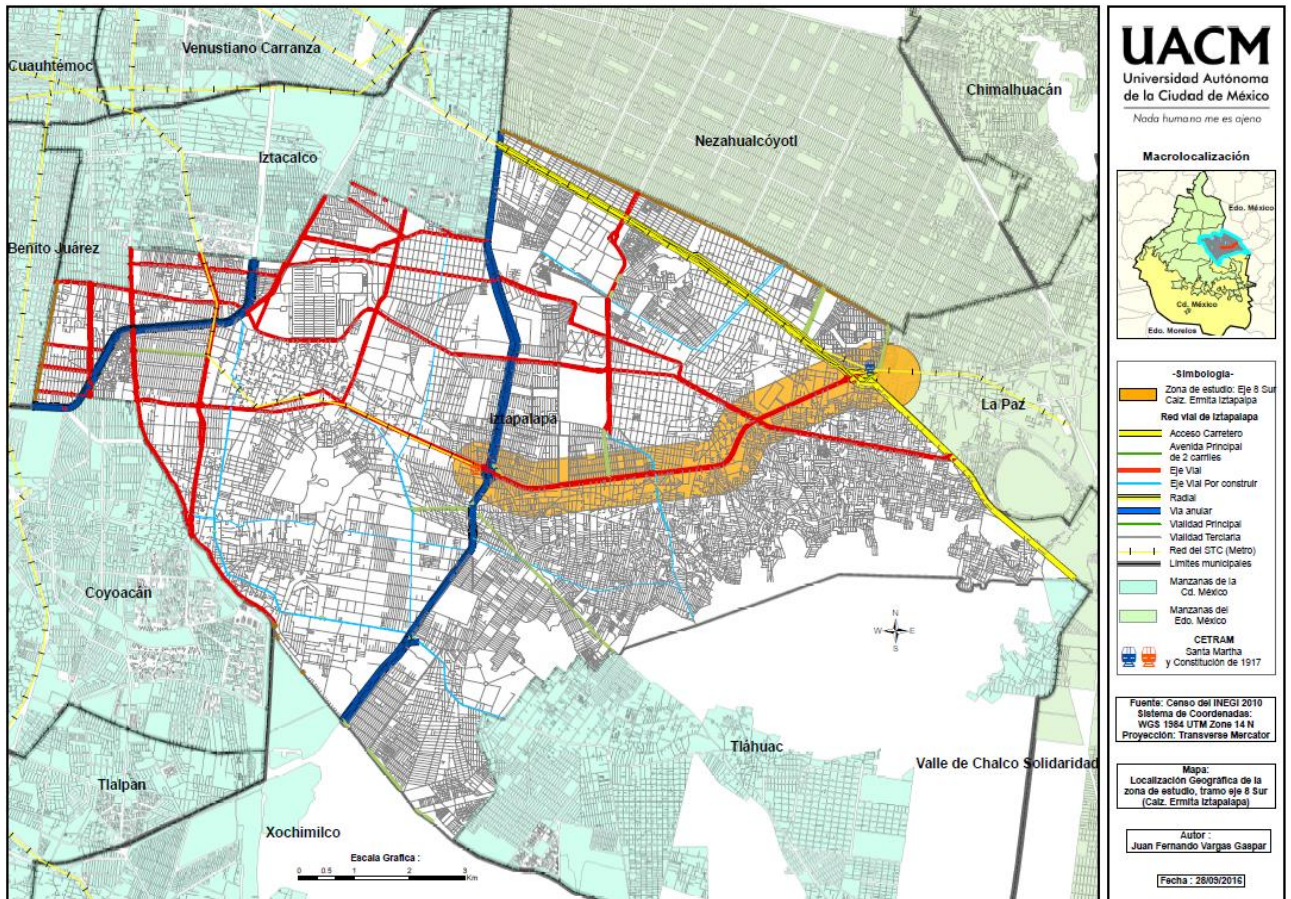 Venustiano Carranza
Cuauhtémoc
Chimalhuacán
Nezahualcóyotl
Iztacalco
Benito Juárez
La Paz
Iztapalapa
Coyoacán
N
W E
S
Tláhuac
Valle de Chalco Solidaridad
Tlalpan
Xochimilco
Escala Grafica :
0 0.5 1 2 3
Km
UACM
Universidad Autónoma
de la Ciudad de México
Nada humano me es ajeno
Macrolocalización
Edo. México
Cd. México
Edo. Morelos
-Simbología-
Zona de estudio: Eje 8 Sur
Calz. Ermita Iztapalpa
Red vial de Iztapalapa
Acceso Carretero
Avenida Principal
de 2 carriles
Eje Vial
Eje Vial Por construir
Radial
Via anular
Vialidad Principal
Vialidad Terciaria
Red del STC (Metro)
Limites municipales
Manzanas de la
Cd. México
Manzanas del
Edo. México
CETRAM
Santa Martha
y Constitución de 1917
Fuente: Censo del INEGI 2010
Sistema de Coordenadas:
WGS 1984 UTM Zone 14 N
Proyección: Transverse Mercator
Mapa:
Localización Geográfica de la
zona de estudio, tramo eje 8 Sur
(Calz. Ermita Iztapalapa)
Autor :
Juan Fernando Vargas Gaspar
Fecha : 28/09/2016